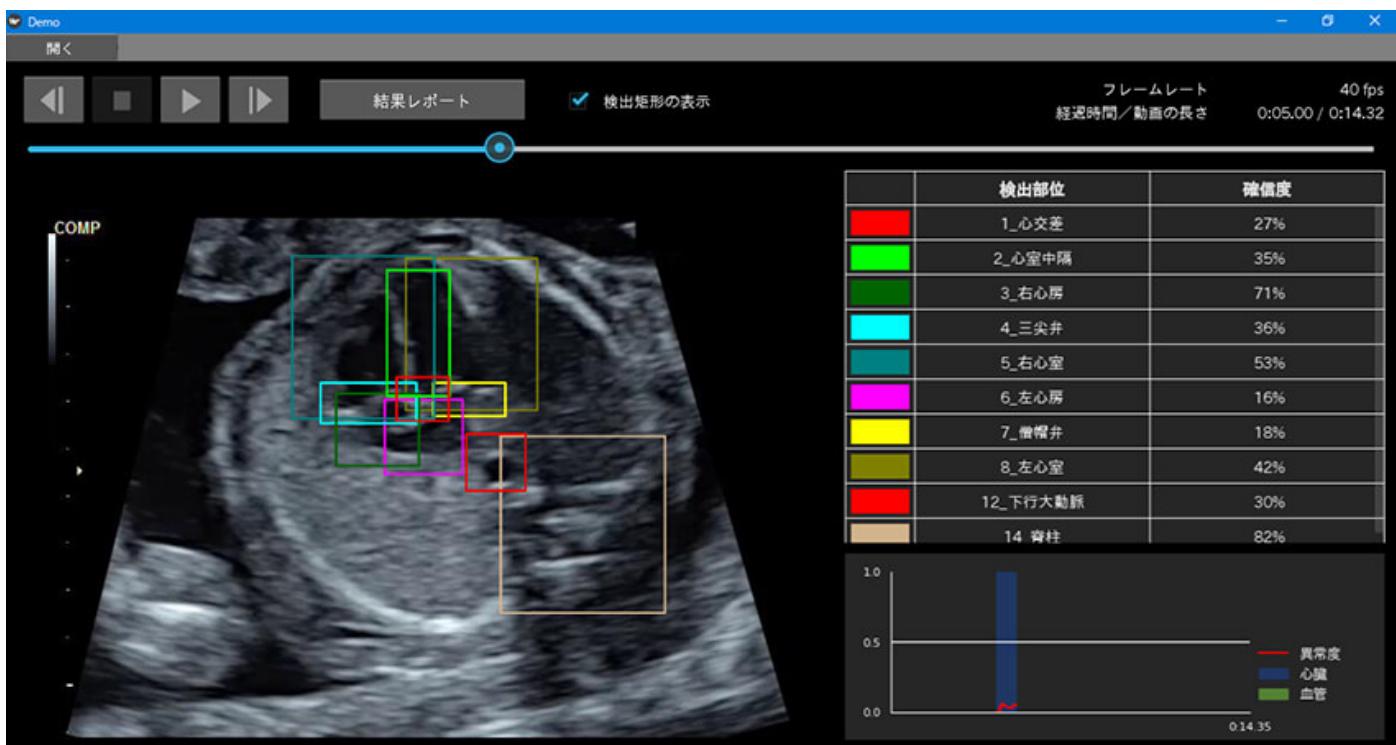 Demo
開く
結果レポート
検出矩形の表示
フレームレート 40 fps
経過時間／動画の長さ 0:05.00 / 0:14.32
COMP
検出部位 確信度
1_心交差 27%
2_心室中隔 35%
3_右心房 71%
4_三尖弁 36%
5_右心室 53%
6_左心房 16%
7_僧帽弁 18%
8_左心室 42%
12_下行大動脈 30%
14_脊柱 82%
1.0
0.5
0.0
異常度
心臓
血管
0:14.35